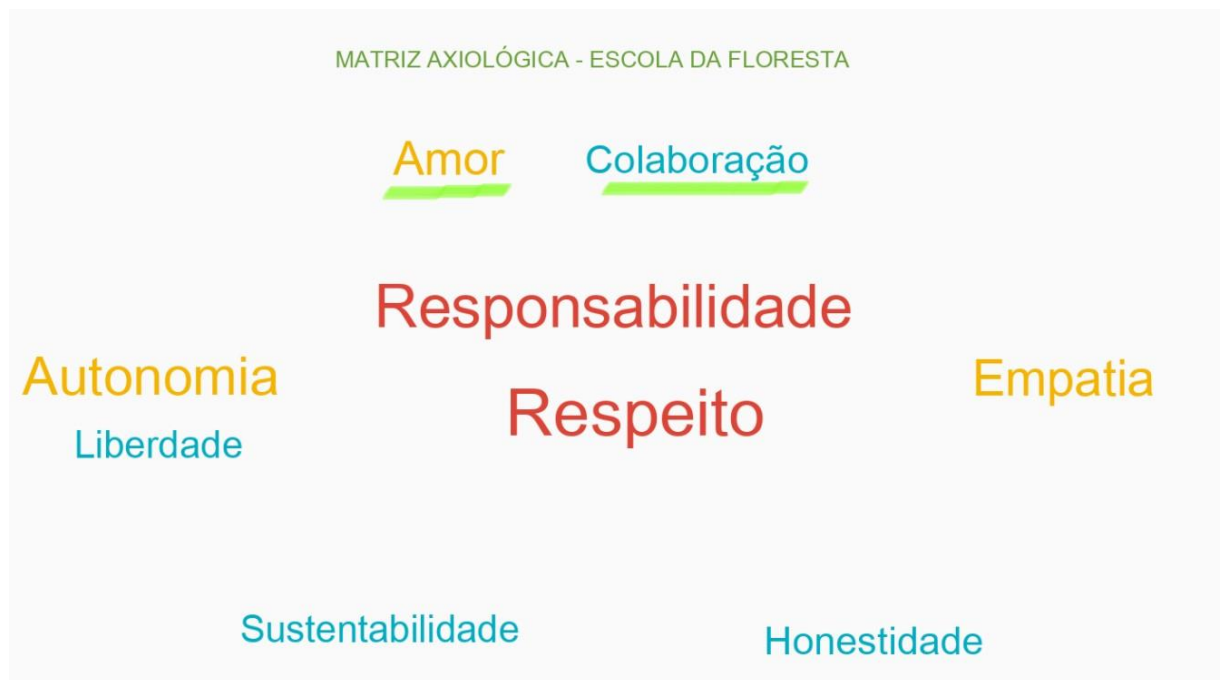 MATRIZ AXIOLÓGICA - ESCOLA DA FLORESTA
Amor Colaboração
Responsabilidade
Autonomia Empatia
Respeito
Liberdade
Sustentabilidade
Honestidade